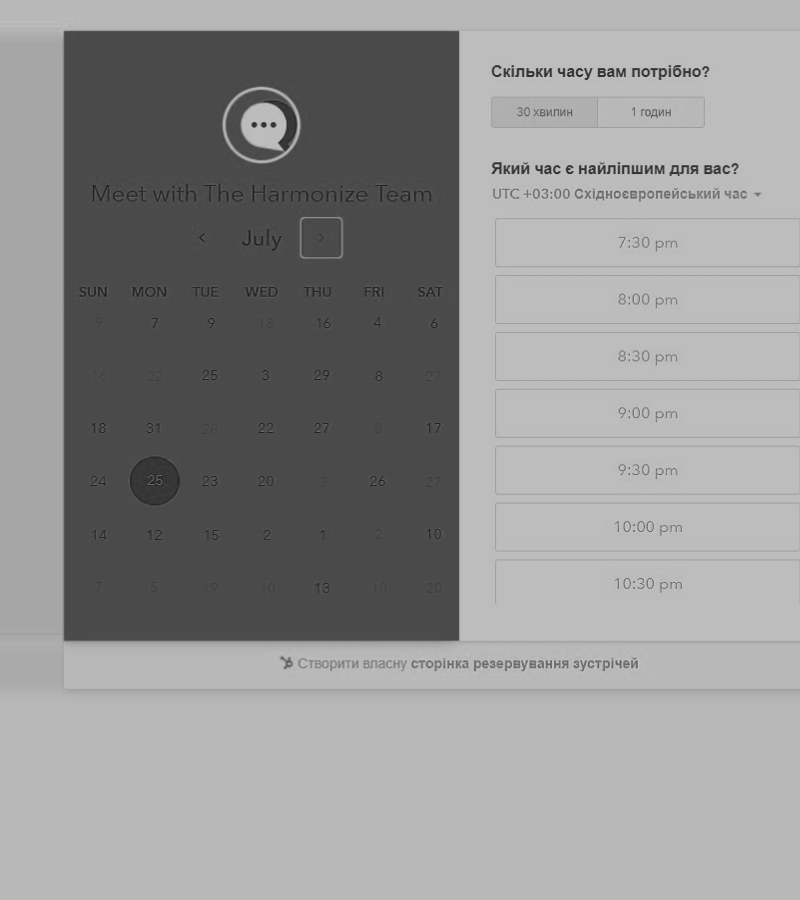 Meet with The Harmonize Team
July
SUN MON TUE WED THU FRI SAT
9 7 9 18 16 4 6
16 22 25 3 29 8 27
18 31 28 22 27 8 17
24 25 23 20 3 26 27
14 12 15 2 1 2 10
7 5 19 10 13 10 20
Скільки часу вам потрібно?
30 хвилин 1 годин
Який час є найліпшим для вас?
UTC +03:00 Східноєвропейський час
7:30 pm
8:00 pm
8:30 pm
9:00 pm
9:30 pm
10:00 pm
10:30 pm
Створити власну сторінка резервування зустрічей